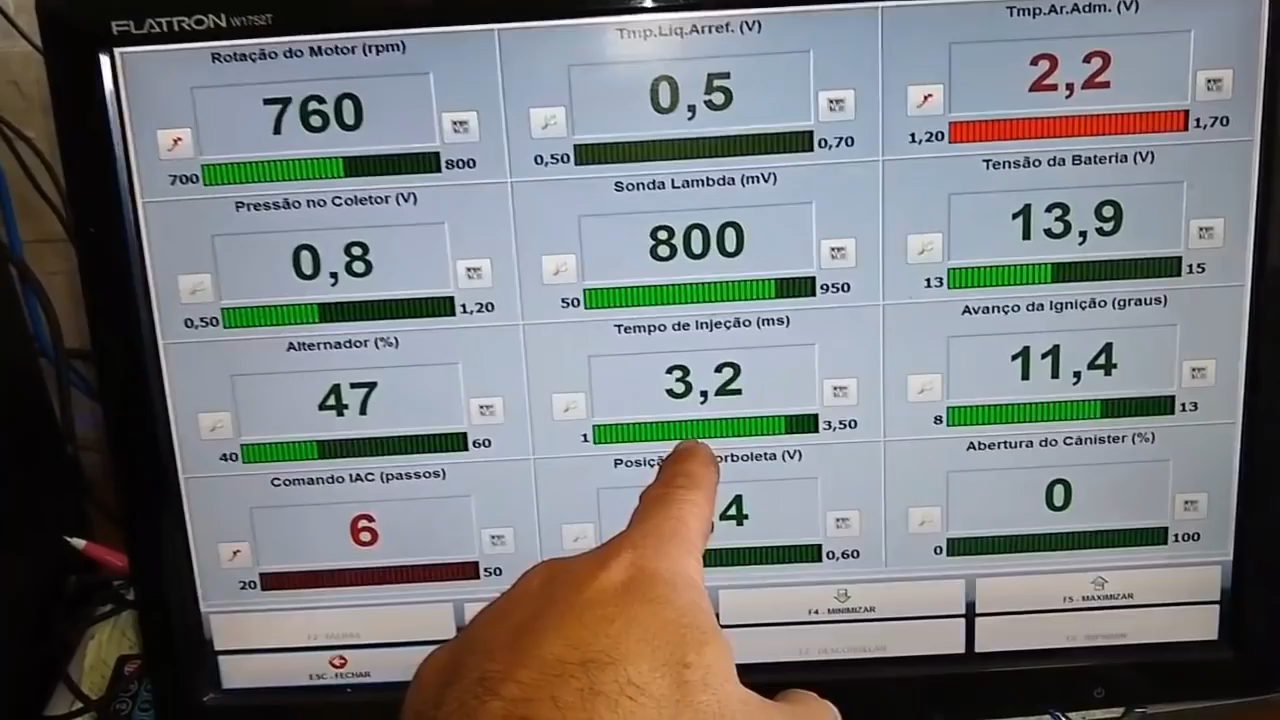 FLATRON W1752T
Rotação do Motor (rpm)
760
700
800
Tmp.Liq.Arref. (V)
0,5
0,50
0,70
Tmp.Ar.Adm. (V)
2,2
1,20
1,70
Pressão no Coletor (V)
0,8
0,50
1,20
Sonda Lambda (mV)
800
50
950
Tensão da Bateria (V)
13,9
13
15
Alternador (%)
47
40
60
Tempo de Injeção (ms)
3,2
1
3,50
Avanço da Ignição (graus)
11,4
8
13
Comando IAC (passos)
6
20
50
Posiç
orboleta (V)
,4
0,60
Abertura do Cânister (%)
0
0
100
F4 - MINIMIZAR
F5 - MAXIMIZAR
ESC - FECHAR